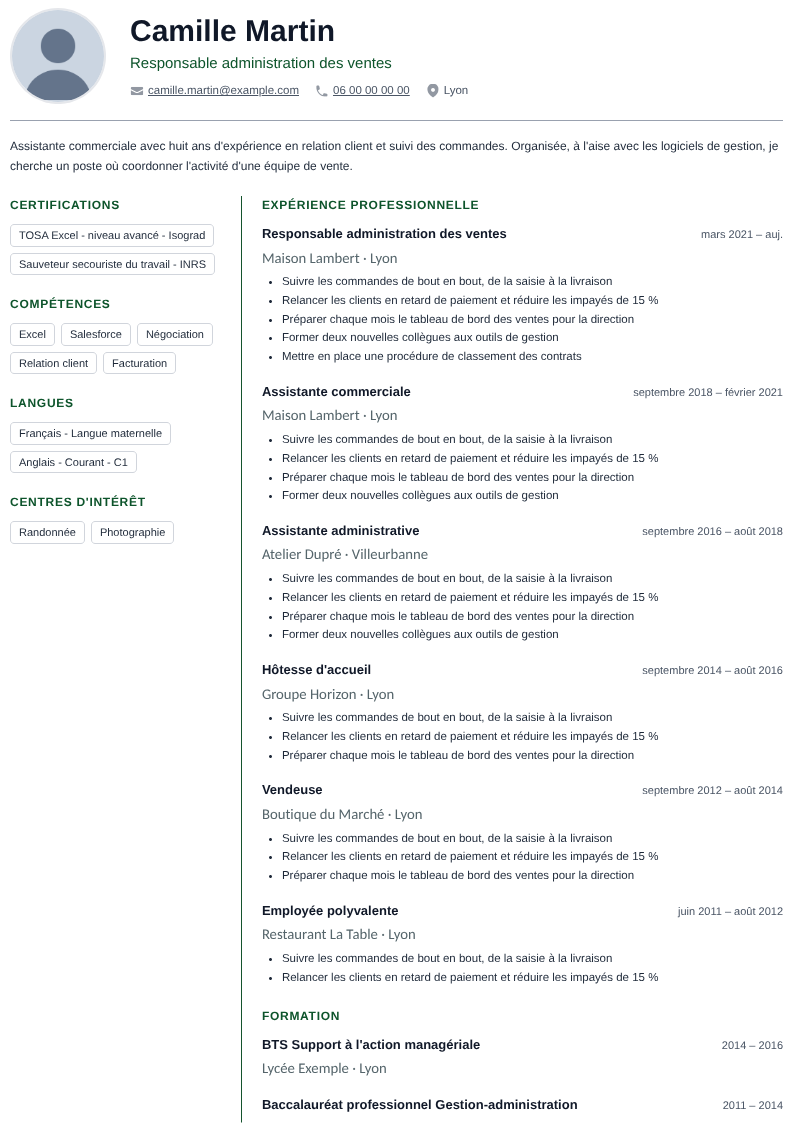 Camille Martin
Responsable administration des ventes
camille.martin@example.com 06 00 00 00 00 Lyon
Assistante commerciale avec huit ans d'expérience en relation client et suivi des commandes. Organisée, à l'aise avec les logiciels de gestion, je
cherche un poste où coordonner l'activité d'une équipe de vente.
CERTIFICATIONS
TOSA Excel - niveau avancé - Isograd
Sauveteur secouriste du travail - INRS
COMPÉTENCES
Excel Salesforce Négociation
Relation client Facturation
LANGUES
Français - Langue maternelle
Anglais - Courant - C1
CENTRES D'INTÉRÊT
Randonnée Photographie
EXPÉRIENCE PROFESSIONNELLE
Responsable administration des ventes mars 2021 – auj.
Maison Lambert · Lyon
• Suivre les commandes de bout en bout, de la saisie à la livraison
• Relancer les clients en retard de paiement et réduire les impayés de 15 %
• Préparer chaque mois le tableau de bord des ventes pour la direction
• Former deux nouvelles collègues aux outils de gestion
• Mettre en place une procédure de classement des contrats
Assistante commerciale septembre 2018 – février 2021
Maison Lambert · Lyon
• Suivre les commandes de bout en bout, de la saisie à la livraison
• Relancer les clients en retard de paiement et réduire les impayés de 15 %
• Préparer chaque mois le tableau de bord des ventes pour la direction
• Former deux nouvelles collègues aux outils de gestion
Assistante administrative septembre 2016 – août 2018
Atelier Dupré · Villeurbanne
• Suivre les commandes de bout en bout, de la saisie à la livraison
• Relancer les clients en retard de paiement et réduire les impayés de 15 %
• Préparer chaque mois le tableau de bord des ventes pour la direction
• Former deux nouvelles collègues aux outils de gestion
Hôtesse d'accueil septembre 2014 – août 2016
Groupe Horizon · Lyon
• Suivre les commandes de bout en bout, de la saisie à la livraison
• Relancer les clients en retard de paiement et réduire les impayés de 15 %
• Préparer chaque mois le tableau de bord des ventes pour la direction
Vendeuse septembre 2012 – août 2014
Boutique du Marché · Lyon
• Suivre les commandes de bout en bout, de la saisie à la livraison
• Relancer les clients en retard de paiement et réduire les impayés de 15 %
• Préparer chaque mois le tableau de bord des ventes pour la direction
Employée polyvalente juin 2011 – août 2012
Restaurant La Table · Lyon
• Suivre les commandes de bout en bout, de la saisie à la livraison
• Relancer les clients en retard de paiement et réduire les impayés de 15 %
FORMATION
BTS Support à l'action managériale 2014 – 2016
Lycée Exemple · Lyon
Baccalauréat professionnel Gestion-administration 2011 – 2014